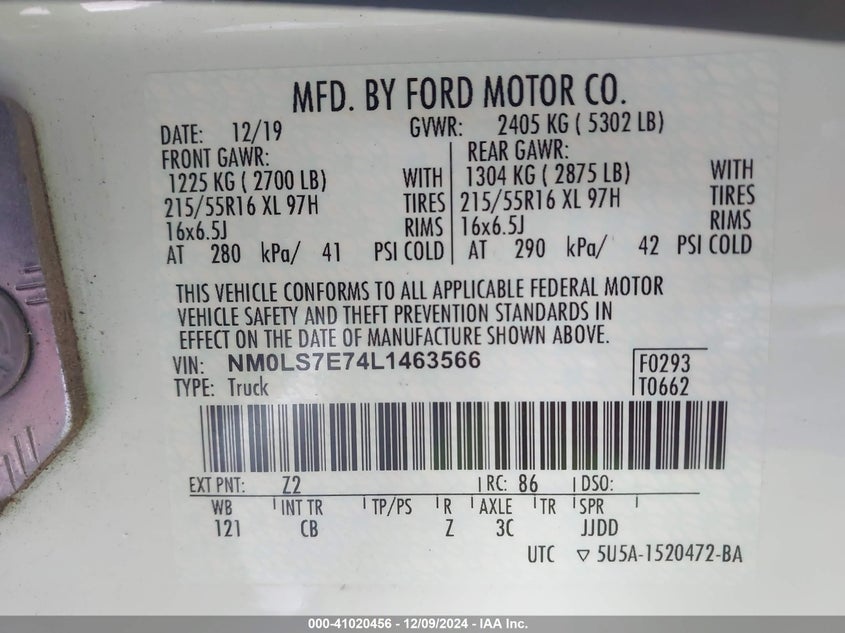 MFD. BY FORD MOTOR CO.
DATE: 12/19 GVWR: 2405 KG ( 5302 LB)
FRONT GAWR: REAR GAWR:
1225 KG ( 2700 LB) WITH 1304 KG ( 2875 LB) WITH
215/55R16 XL 97H TIRES 215/55R16 XL 97H TIRES
16x6.5J RIMS 16x6.5J RIMS
AT 280 kPa/ 41 PSI COLD AT 290 kPa/ 42 PSI COLD
THIS VEHICLE CONFORMS TO ALL APPLICABLE FEDERAL MOTOR
VEHICLE SAFETY AND THEFT PREVENTION STANDARDS IN
EFFECT ON THE DATE OF MANUFACTURE SHOWN ABOVE.
VIN: NM0LS7E74L1463566 F0293
TYPE: Truck T0662
EXT PNT: Z2 RC: 86 DSO:
WB INT TR TP/PS R AXLE TR SPR
121 CB Z 3C JJDD
UTC ▽ 5U5A-1520472-BA
000-41020456 - 12/09/2024 - IAA Inc.